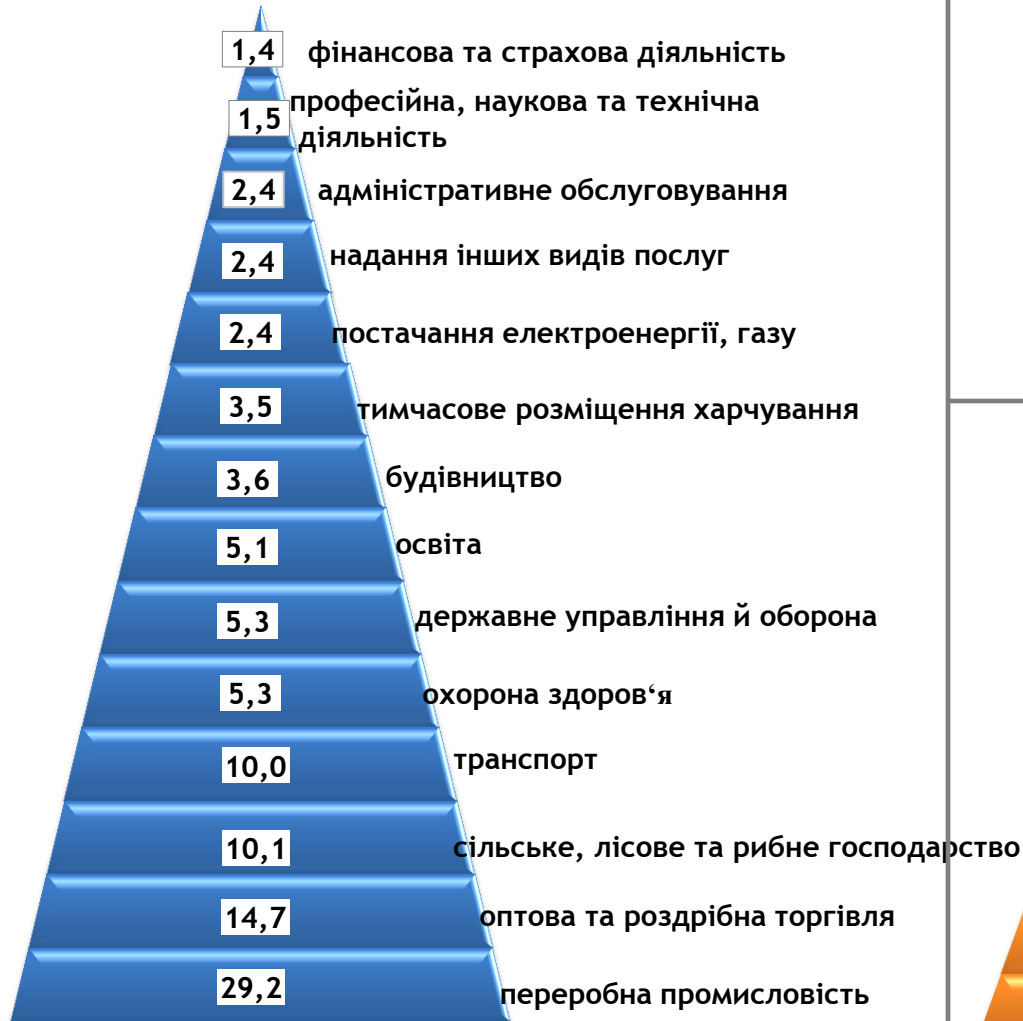 1,4 фінансова та страхова діяльність
1,5 професійна, наукова та технічна
діяльність
2,4 адміністративне обслуговування
2,4 надання інших видів послуг
2,4 постачання електроенергії, газу
3,5 тимчасове розміщення харчування
3,6 будівництво
5,1 освіта
5,3 державне управління й оборона
5,3 охорона здоров‘я
10,0 транспорт
10,1 сільське, лісове та рибне господарство
14,7 оптова та роздрібна торгівля
29,2 переробна промисловість